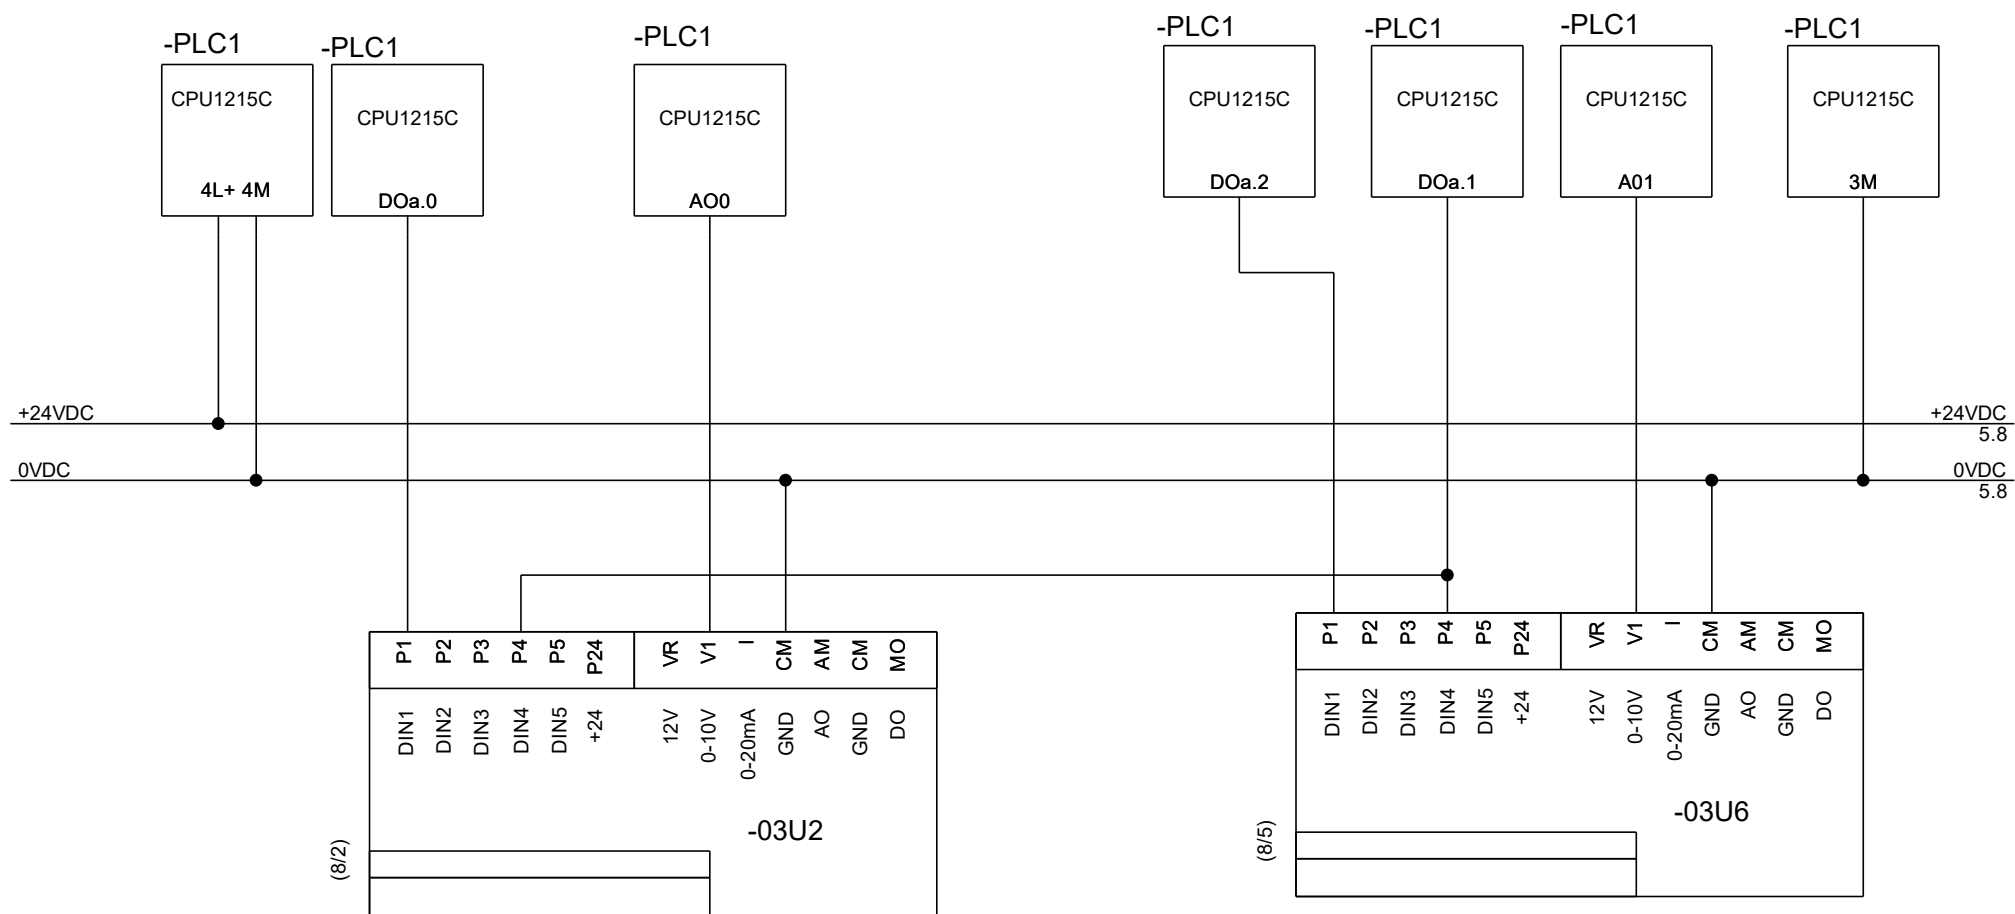 -PLC1
-PLC1
-PLC1
-PLC1
-PLC1
-PLC1
-PLC1
CPU1215C
CPU1215C
CPU1215C
CPU1215C
CPU1215C
CPU1215C
CPU1215C
4L+ 4M
DOa.0
AO0
DOa.2
DOa.1
A01
3M
+24VDC
+24VDC
5.8
0VDC
0VDC
5.8
P1
P2
P3
P4
P5
P24
VR
V1
I
CM
AM
CM
MO
DIN1
DIN2
DIN3
DIN4
DIN5
+24
12V
0-10V
0-20mA
GND
AO
GND
DO
-03U2
(8/2)
P1
P2
P3
P4
P5
P24
VR
V1
I
CM
AM
CM
MO
DIN1
DIN2
DIN3
DIN4
DIN5
+24
12V
0-10V
0-20mA
GND
AO
GND
DO
-03U6
(8/5)